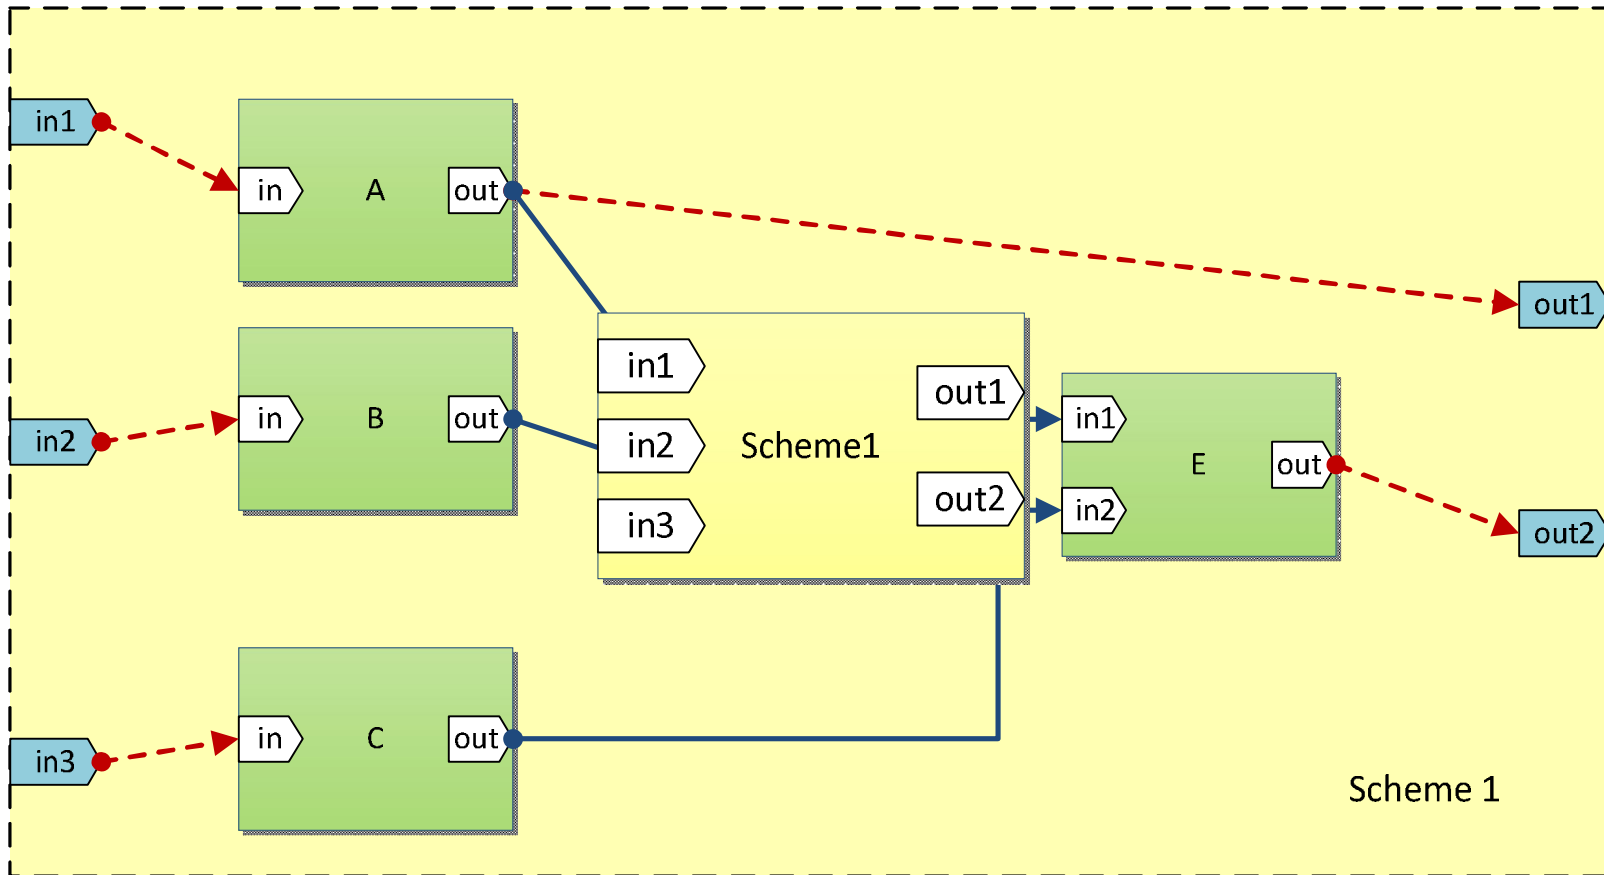 in1
in
A
out
out1
in1
out1
in2
in
B
out
in2
Scheme1
in1
E
out
in3
out2
in2
out2
in3
in
C
out
Scheme 1